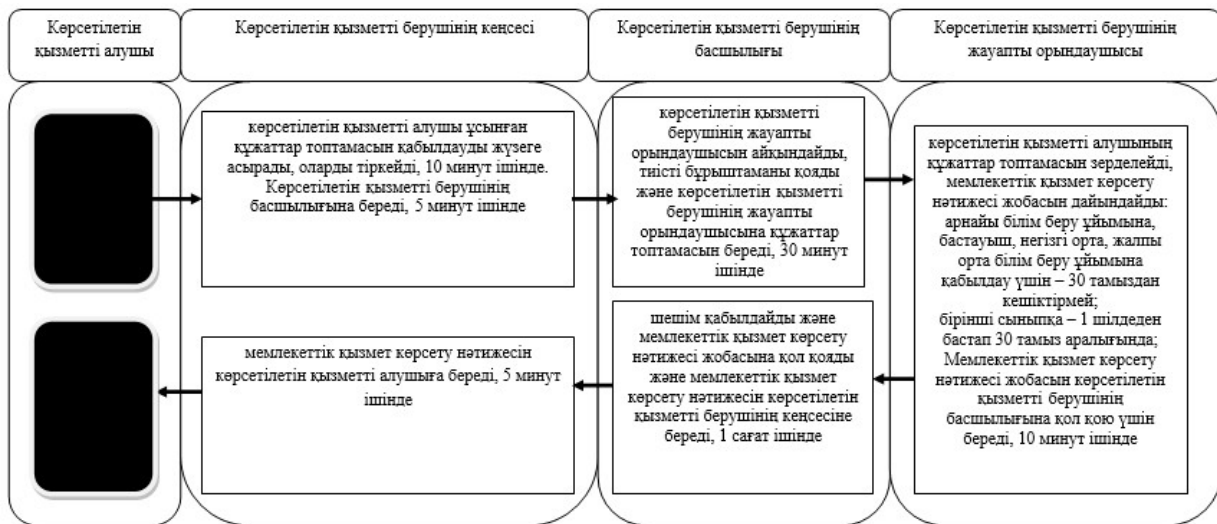 Көрсетілетін
қызметті алушы
Көрсетілетін қызметті берушінің кеңсесі
Көрсетілетін қызметті берушінің
басшылығы
Көрсетілетін қызметті берушінің
жауапты орындаушысы
көрсетілетін қызметті алушы ұсынған
құжаттар топтамасын қабылдауды жүзеге
асырады, оларды тіркейді, 10 минут ішінде.
Көрсетілетін қызметті берушінің
басшылығына береді, 5 минут ішінде
көрсетілетін қызметті
берушінің жауапты
орындаушысын айқындайды,
тиісті бұрыштаманы қояды
және көрсетілетін қызметті
берушінің жауапты
орындаушысына құжаттар
топтамасын береді, 30 минут
ішінде
көрсетілетін қызметті алушының
құжаттар топтамасын зерделейді,
мемлекеттік қызмет көрсету
нәтижесі жобасын дайындайды:
арнайы білім беру ұйымына,
бастауыш, негізгі орта, жалпы
орта білім беру ұйымына
қабылдау үшін – 30 тамыздан
кешіктірмей;
бірінші сыныпқа – 1 шілдеден
бастап 30 тамыз аралығында;
Мемлекеттік қызмет көрсету
нәтижесі жобасын көрсетілетін
қызметті берушінің
басшылығына қол қою үшін
береді, 10 минут ішінде
шешім қабылдайды және
мемлекеттік қызмет көрсету
нәтижесі жобасына қол қояды
және мемлекеттік қызмет
көрсету нәтижесін көрсетілетін
қызметті берушінің кеңсесіне
береді, 1 сағат ішінде
мемлекеттік қызмет көрсету нәтижесін
көрсетілетін қызметті алушыға береді, 5 минут
ішінде